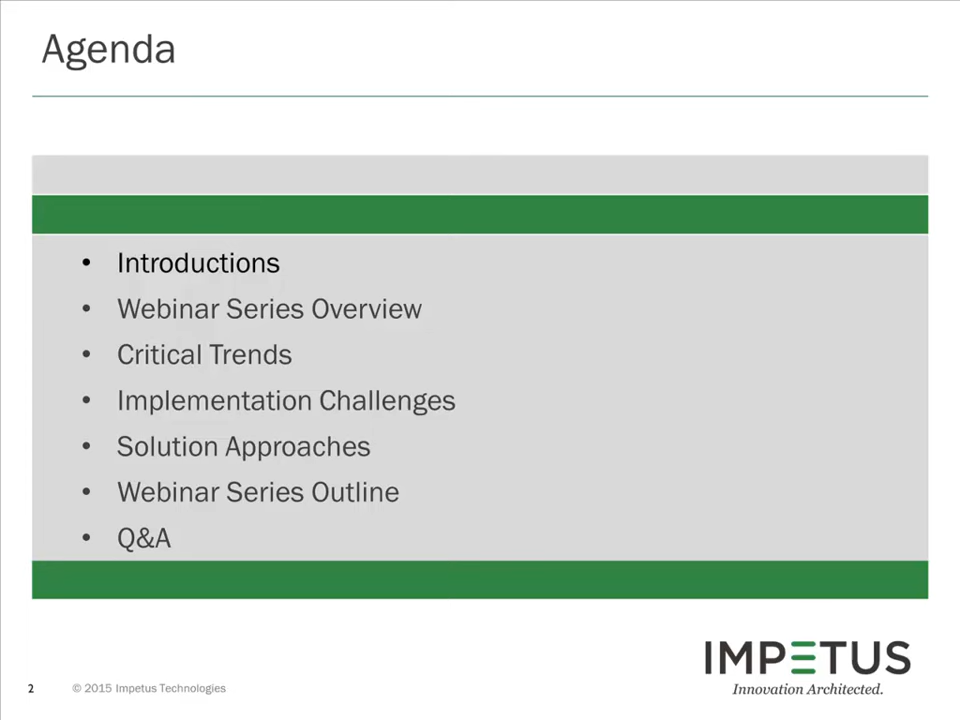 Agenda
• Introductions
• Webinar Series Overview
• Critical Trends
• Implementation Challenges
• Solution Approaches
• Webinar Series Outline
• Q&A
IMPETUS
Innovation Architected.
2 © 2015 Impetus Technologies